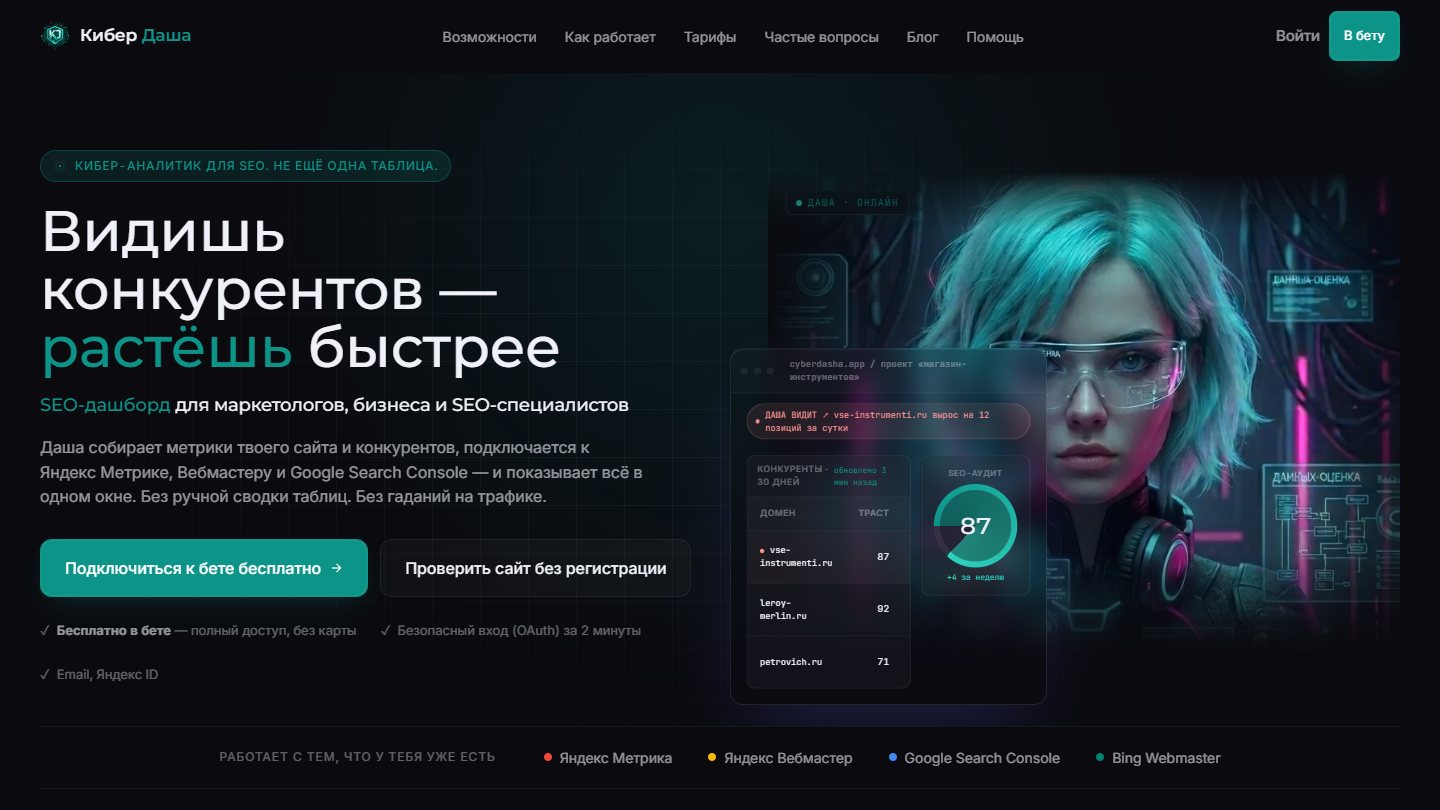 Кибер Даша
Возможности
Как работает
Тарифы
Частые вопросы
Блог
Помощь
Войти
В бету
КИБЕР-АНАЛИТИК ДЛЯ SEO. НЕ ЕЩЁ ОДНА ТАБЛИЦА.
Видишь
конкурентов —
растёшь быстрее
SEO-дашборд для маркетологов, бизнеса и SEO-специалистов
Даша собирает метрики твоего сайта и конкурентов, подключается к
Яндекс Метрике, Вебмастеру и Google Search Console — и показывает всё в
одном окне. Без ручной сводки таблиц. Без гаданий на трафике.
Подключиться к бете бесплатно →
Проверить сайт без регистрации
✓ Бесплатно в бете — полный доступ, без карты
✓ Безопасный вход (OAuth) за 2 минуты
✓ Email, Яндекс ID
ДАША · ОНЛАЙН
ДАННЫА-ОЦЕНКА
ДАМБЫХ-ОЦЕНКА
cyberdasha.app / проект «магазин-
инструментов»
ДАША ВИДИТ ↗ vse-instrumenti.ru вырос на 12
позиций за сутки
КОНКУРЕНТЫ ·
30 ДНЕЙ
обновлено 3
мин назад
ДОМЕН ТРАСТ
vse-
instrumenti.ru
87
leroy-
merlin.ru
92
petrovich.ru 71
SEO-АУДИТ
87
+4 за неделю
РАБОТАЕТ С ТЕМ, ЧТО У ТЕБЯ УЖЕ ЕСТЬ
Яндекс Метрика
Яндекс Вебмастер
Google Search Console
Bing Webmaster